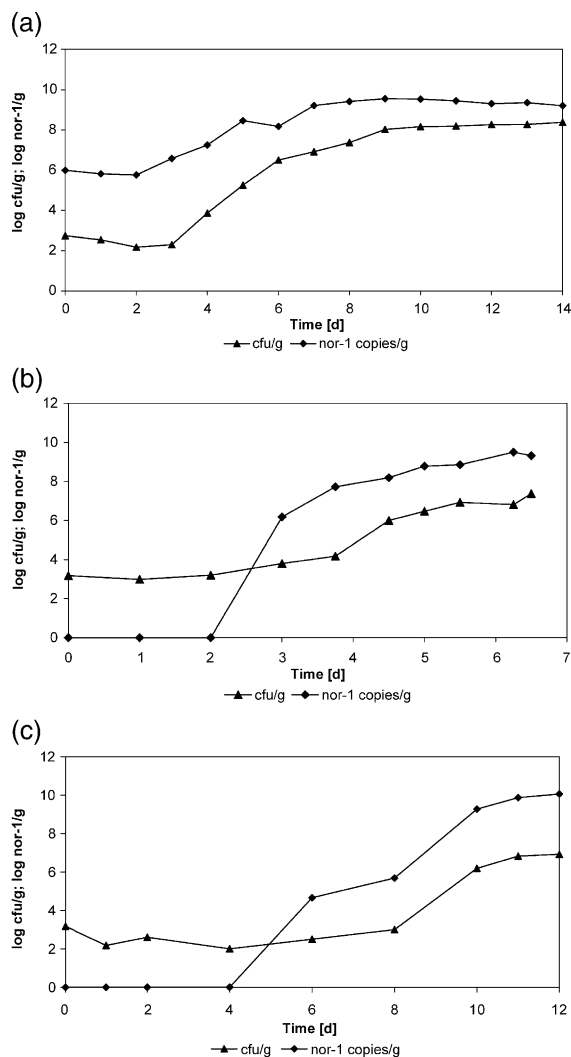 (a)
12
10
8
6
4
2
0
log cfu/g; log nor-1/g
0 2 4 6 8 10 12 14
Time [d]
cfu/g nor-1 copies/g
(b)
12
10
8
6
4
2
0
log cfu/g; log nor-1/g
0 1 2 3 4 5 6 7
Time [d]
cfu/g nor-1 copies/g
(c)
12
10
8
6
4
2
0
log cfu/g; log nor-1/g
0 2 4 6 8 10 12
Time [d]
cfu/g nor-1 copies/g